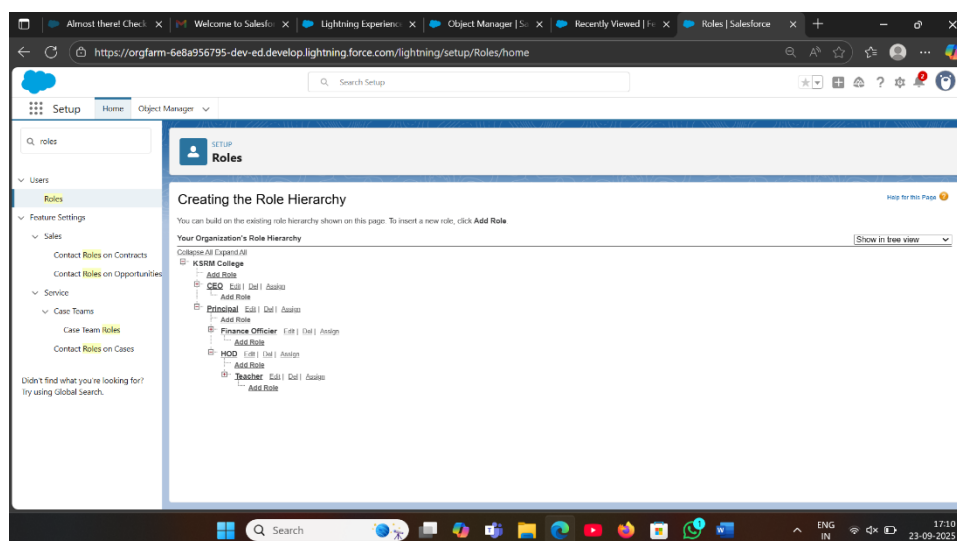 Almost there! Check
Welcome to Salesfo
Lightning Experience
Object Manager | Sa
Recently Viewed | Fe
Roles | Salesforce
https://orgfarm-6e8a956795-dev-ed.develop.lightning.force.com/lightning/setup/Roles/home
Search Setup
2
Setup
Home
Object Manager
roles
SETUP
Roles
Users
Roles
Feature Settings
Sales
Contact Roles on Contracts
Contact Roles on Opportunities
Service
Case Teams
Case Team Roles
Contact Roles on Cases
Didn't find what you're looking for?
Try using Global Search.
Creating the Role Hierarchy
Help for this Page
You can build on the existing role hierarchy shown on this page. To insert a new role, click Add Role.
Your Organization's Role Hierarchy
Show in tree view
Collapse All Expand All
KSRM College
Add Role
CEO Edit | Del | Assign
Add Role
Principal Edit | Del | Assign
Add Role
Finance Officier Edit | Del | Assign
Add Role
HOD Edit | Del | Assign
Add Role
Teacher Edit | Del | Assign
Add Role
Search
ENG
IN
17:10
23-09-2025